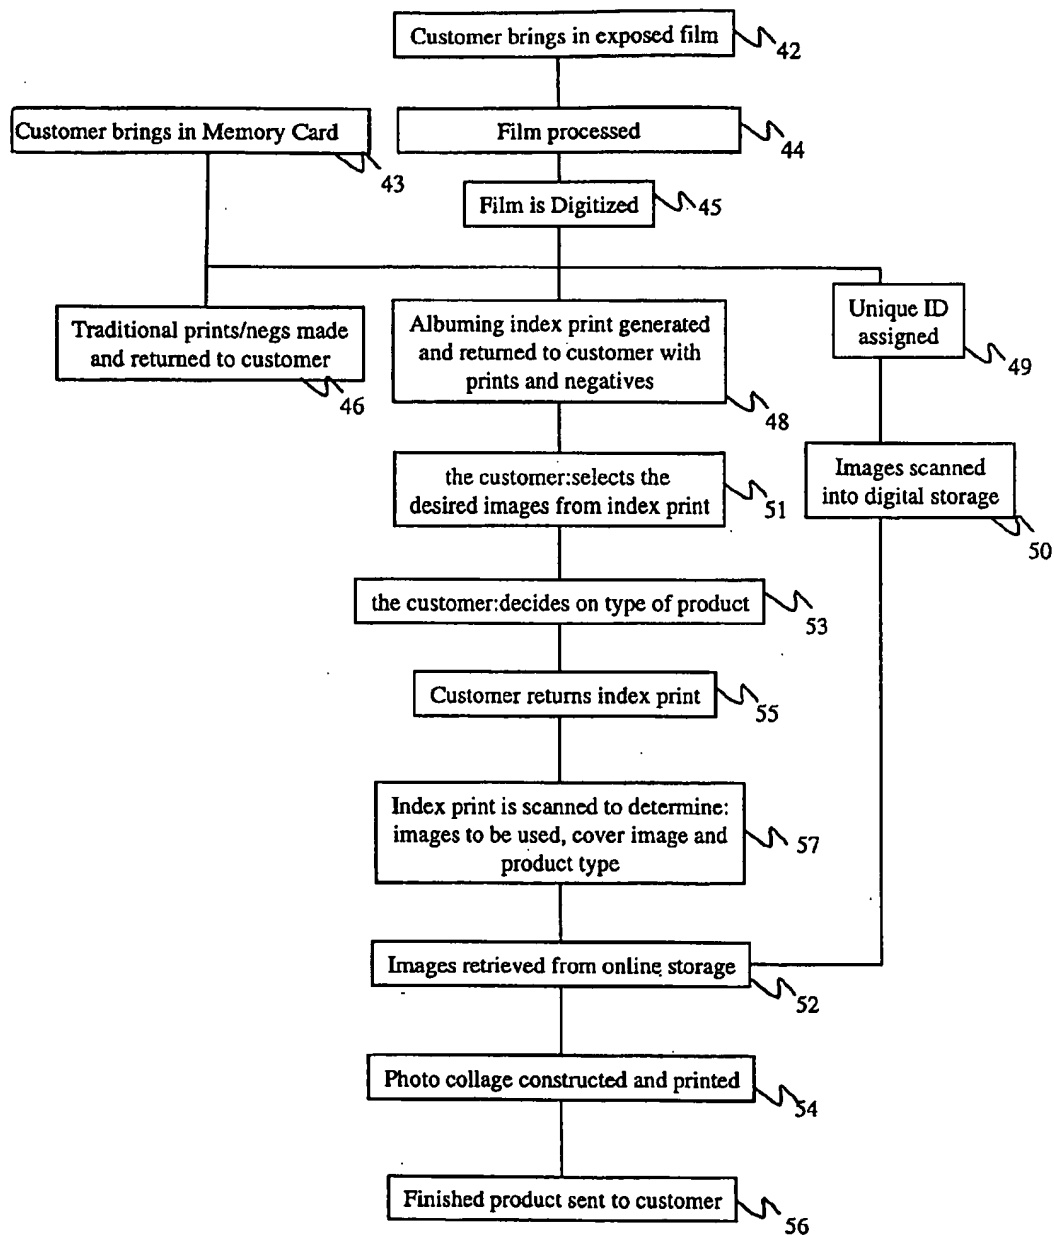 Customer brings in exposed film
42
Customer brings in Memory Card
43
Film processed
44
Film is Digitized
45
Traditional prints/negs made
and returned to customer
46
Albuming index print generated
and returned to customer with
prints and negatives
48
Unique ID
assigned
49
the customer:selects the
desired images from index print
51
Images scanned
into digital storage
50
the customer:decides on type of product
53
Customer returns index print
55
Index print is scanned to determine:
images to be used, cover image and
product type
57
Images retrieved from online storage
52
Photo collage constructed and printed
54
Finished product sent to customer
56